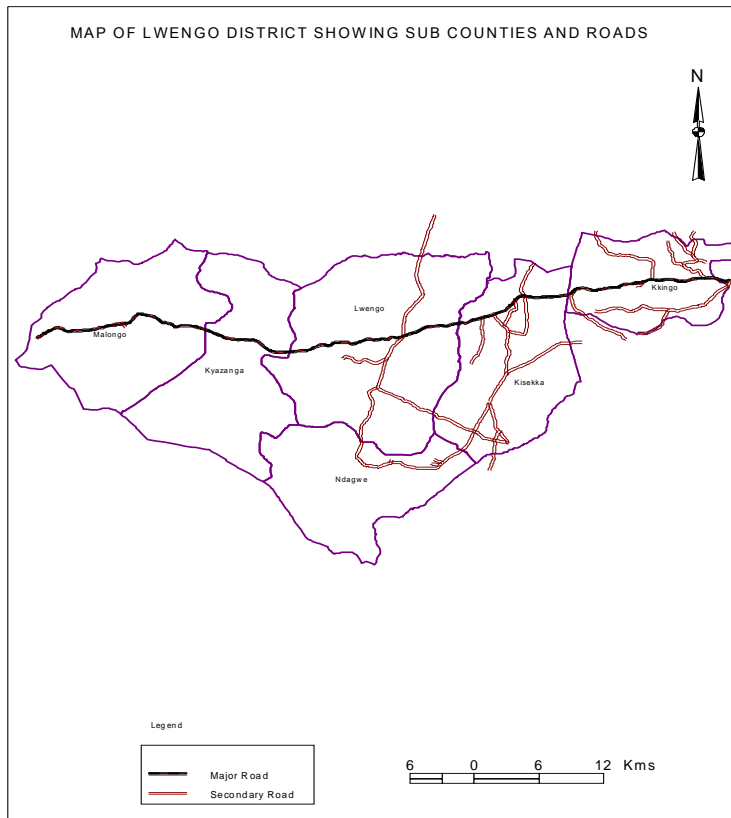 MAP OF LWENGO DISTRICT SHOWING SUB COUNTIES AND ROADS
N
Kkingo
Lwengo
Malongo
Kyazanga
Kisekka
Ndagwe
Legend
Major Road
Secondary Road
6 0 6 12 Kms